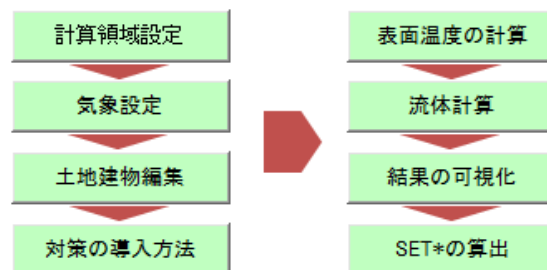 計算領域設定
気象設定
土地建物編集
対策の導入方法
表面温度の計算
流体計算
結果の可視化
SET*の算出